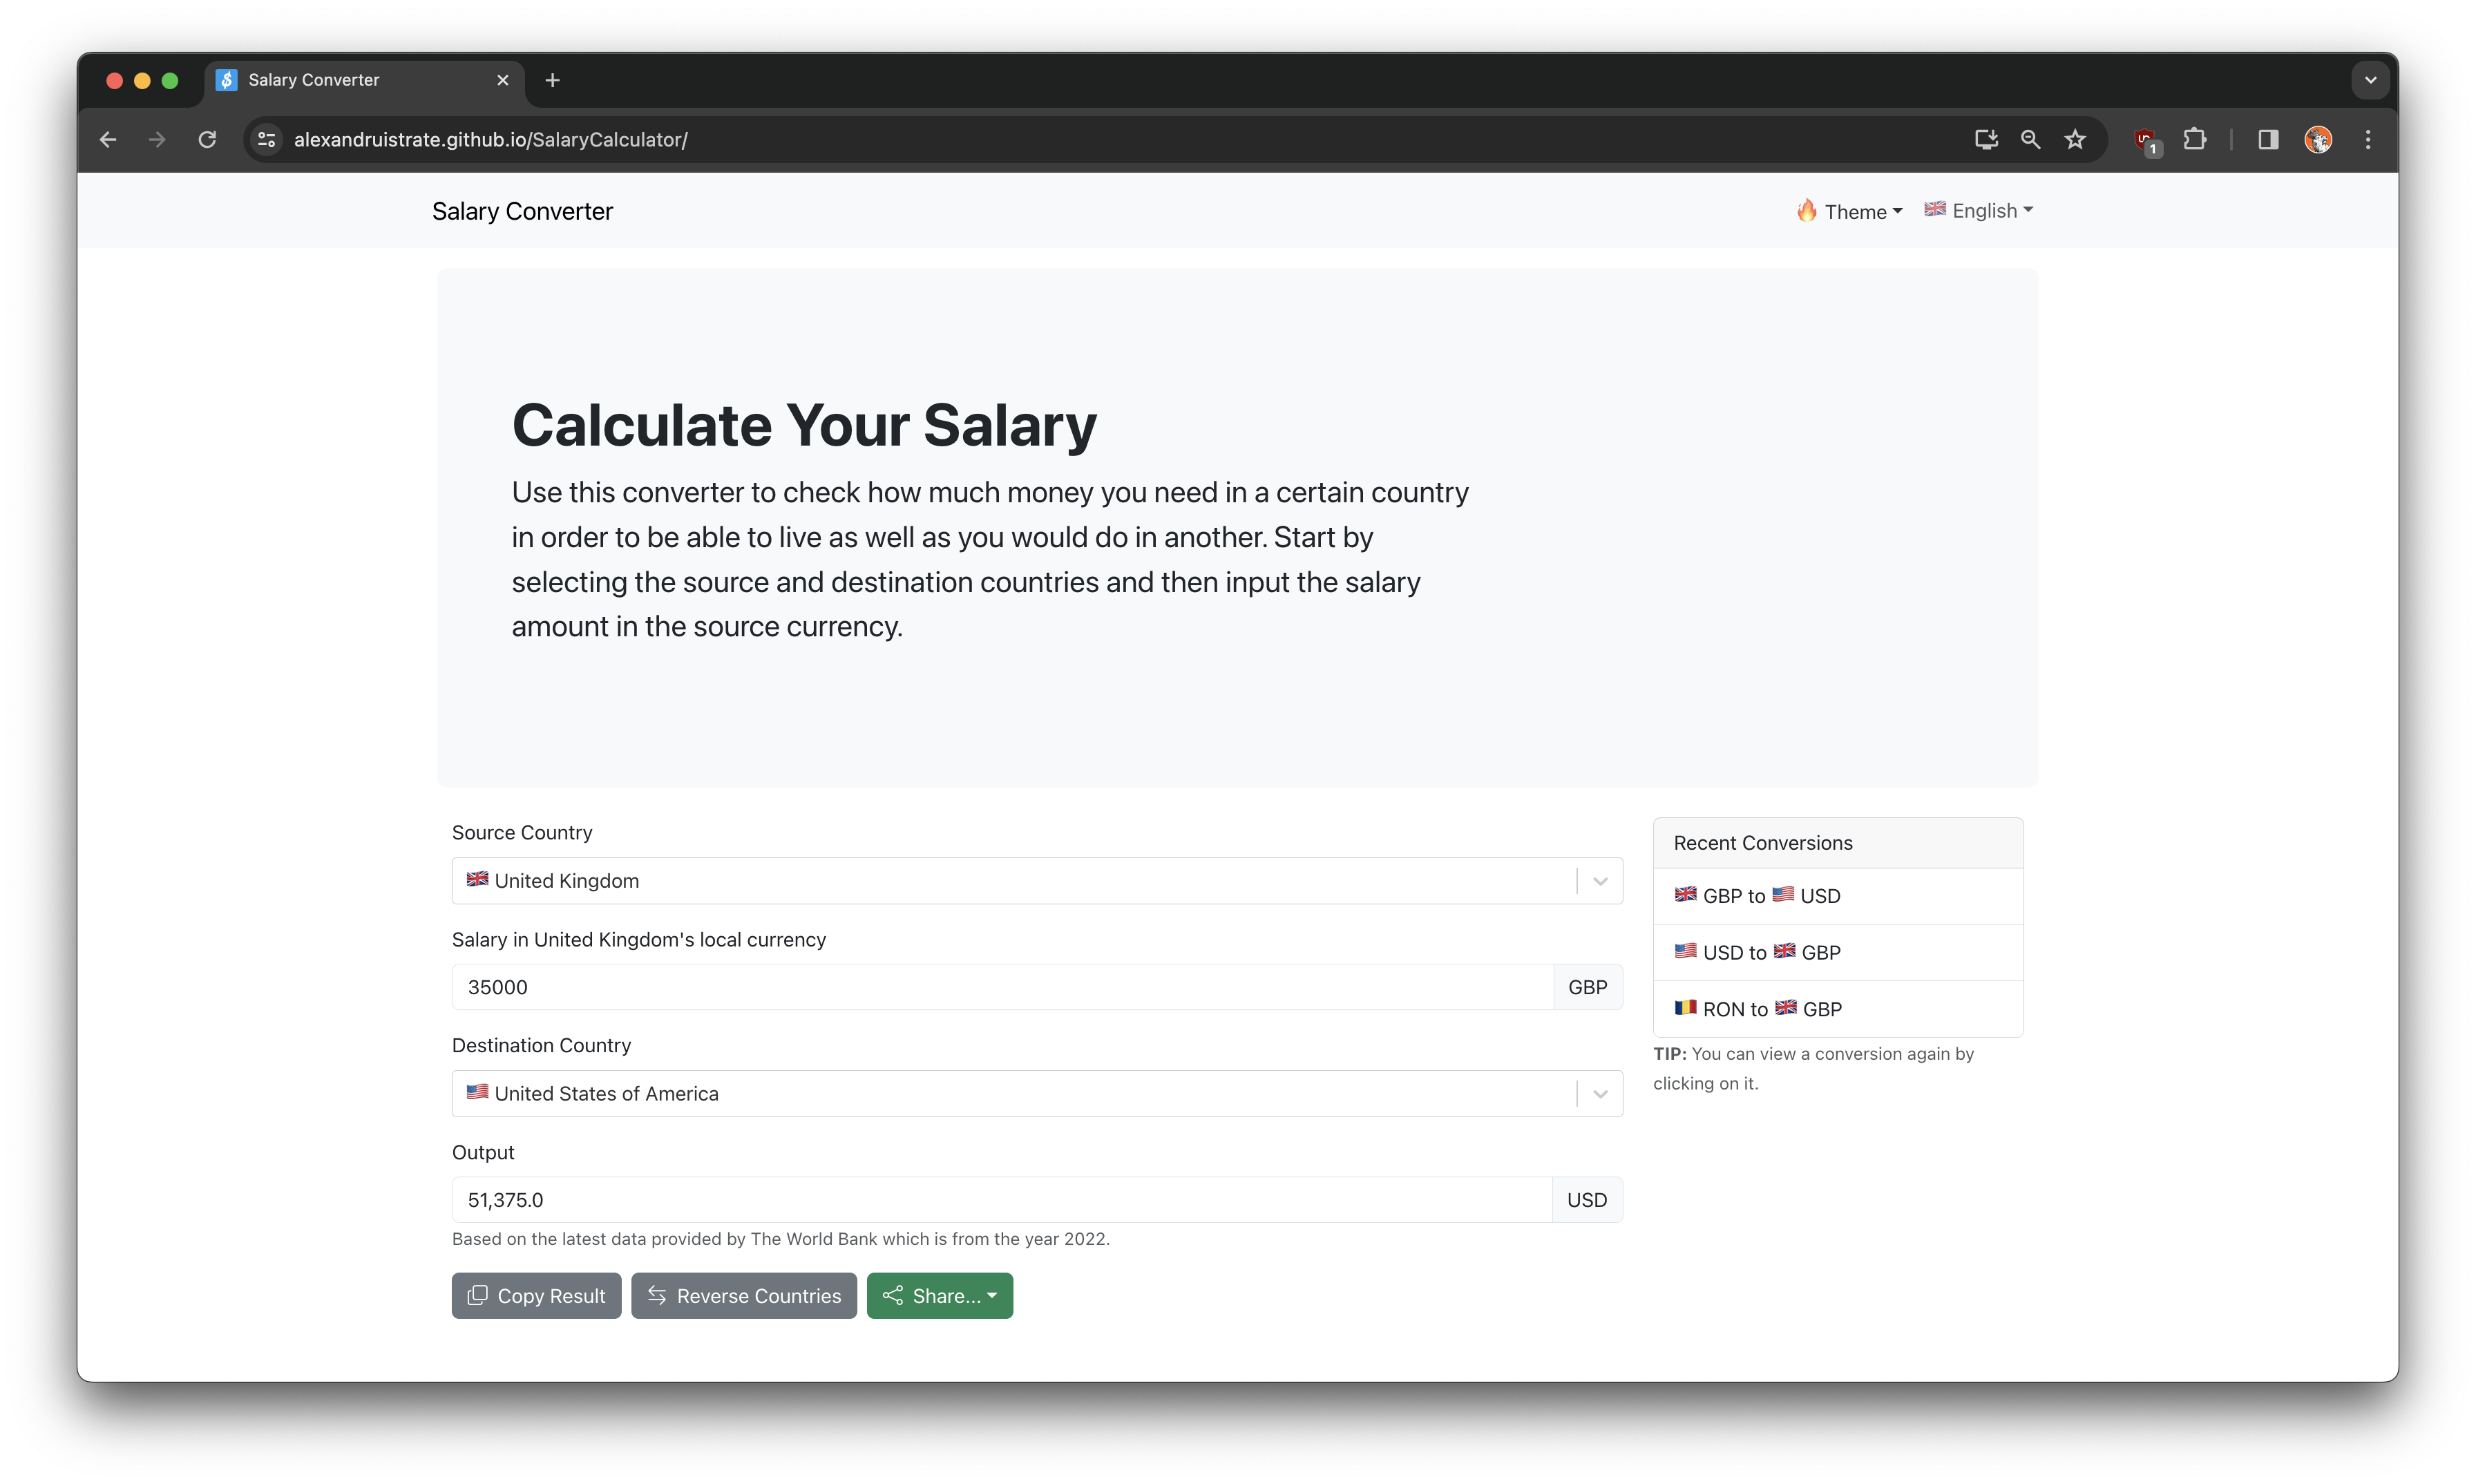 Salary Converter
alexandruistrate.github.io/SalaryCalculator/
1
Salary Converter
Theme
English
Calculate Your Salary
Use this converter to check how much money you need in a certain country
in order to be able to live as well as you would do in another. Start by
selecting the source and destination countries and then input the salary
amount in the source currency.
Source Country
United Kingdom
Salary in United Kingdom's local currency
35000 GBP
Destination Country
United States of America
Output
51,375.0 USD
Based on the latest data provided by The World Bank which is from the year 2022.
Copy Result
Reverse Countries
Share...
Recent Conversions
GBP to USD
USD to GBP
RON to GBP
TIP: You can view a conversion again by
clicking on it.